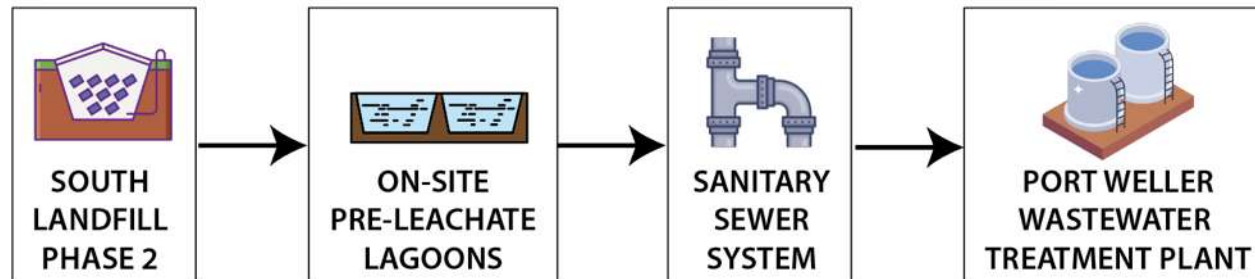 SOUTH
LANDFILL
PHASE 2
ON-SITE
PRE-LEACHATE
LAGOONS
SANITARY
SEWER
SYSTEM
PORT WELLER
WASTEWATER
TREATMENT PLANT